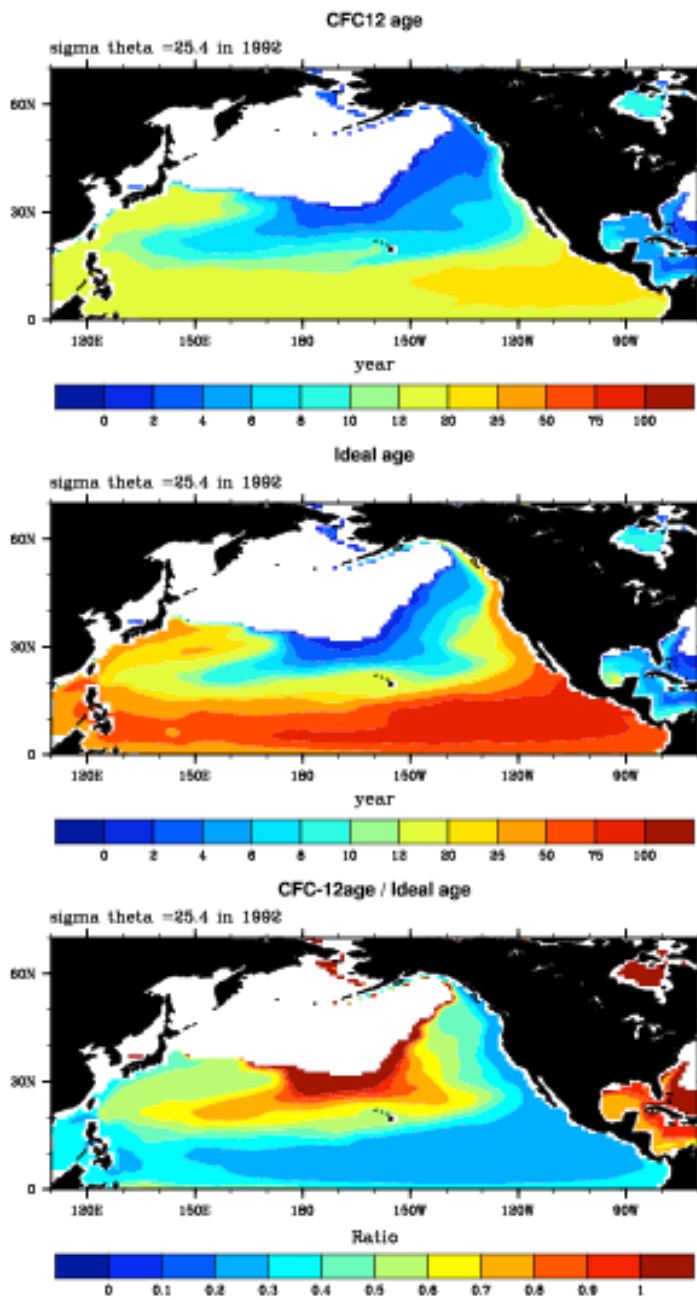 CFC12 age
sigma theta =25.4 in 1992
60N
30N
0
120E 150E 180 150W 120W 90W
year
0 2 4 6 8 10 12 20 25 50 75 100
Ideal age
sigma theta =25.4 in 1992
60N
30N
0
120E 150E 180 150W 120W 90W
year
0 2 4 6 8 10 12 20 25 50 75 100
CFC-12age / Ideal age
sigma theta =25.4 in 1992
60N
30N
0
120E 150E 180 150W 120W 90W
Ratio
0 0.1 0.2 0.3 0.4 0.5 0.6 0.7 0.8 0.9 1